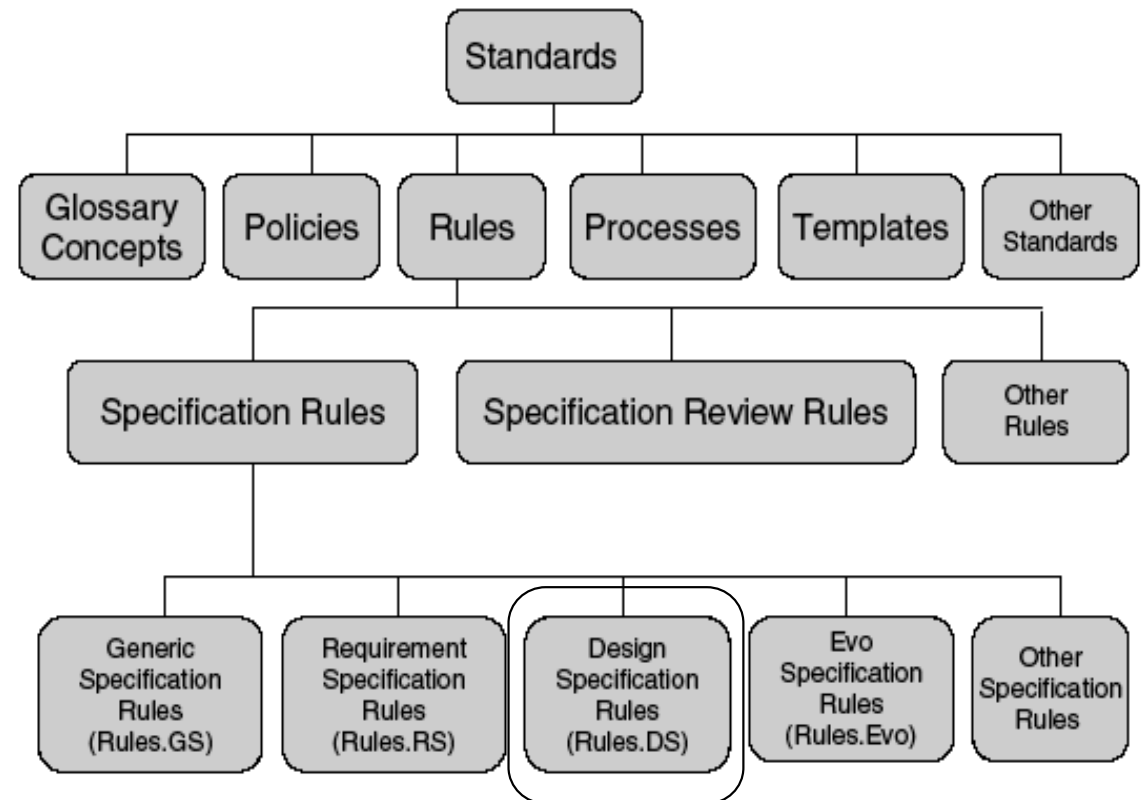 Standards
Glossary
Concepts
Policies
Rules
Processes
Templates
Other
Standards
Specification Rules
Specification Review Rules
Other
Rules
Generic
Specification
Rules
(Rules.GS)
Requirement
Specification
Rules
(Rules.RS)
Design
Specification
Rules
(Rules.DS)
Evo
Specification
Rules
(Rules.Evo)
Other
Specification
Rules